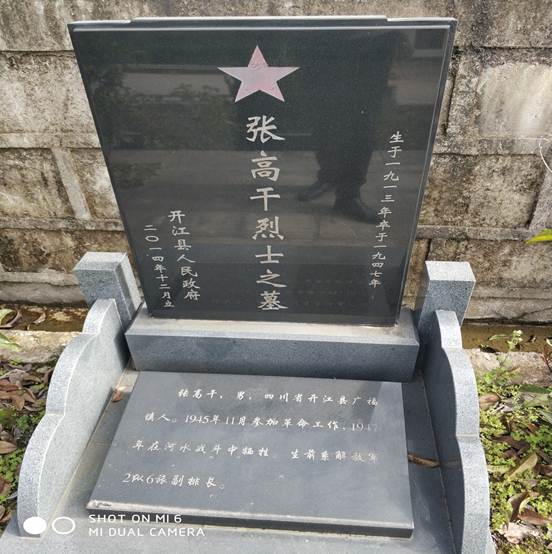 张高干烈士之墓
生于一九一三年卒于一九四七年
开江县人民政府
二〇一四年十二月立
张高干，男，四川省开江县广福
镇人。1945年11月参加革命工作，1947
年在河水战斗中牺牲。生前系解放军
2纵6旅副排长。
SHOT ON MI 6
MI DUAL CAMERA